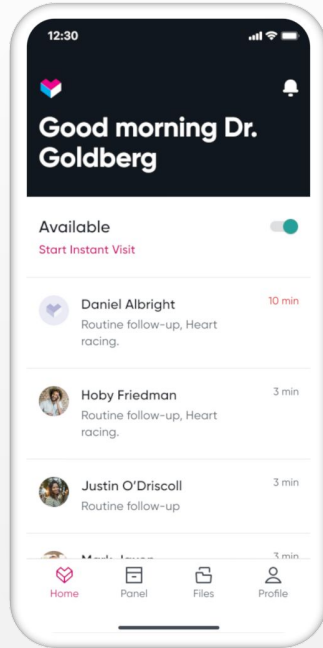 12:30
Good morning Dr.
Goldberg
Available
Start Instant Visit
Daniel Albright
10 min
Routine follow-up, Heart
racing.
Hoby Friedman
3 min
Routine follow-up, Heart
racing.
Justin O’Driscoll
3 min
Routine follow-up
3 min
Home
Panel
Files
Profile